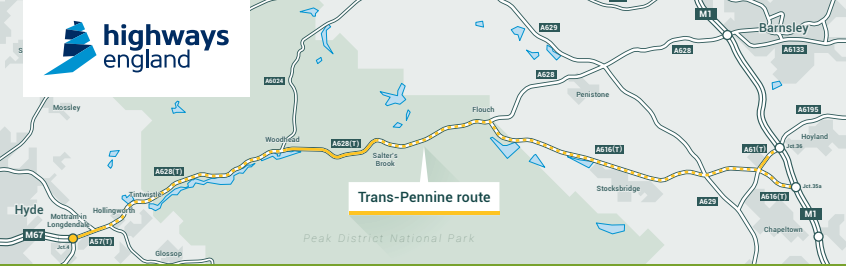 highways
england
M1
Barnsley
A629
A628
A6133
A6024
A628
Mossley
Penistone
Flouch
A6195
Woodhead
A628(T)
Hoyland
A616(T)
A61(T)
Jct.36
Salter's
Brook
A628(T)
Stocksbridge
Jct.35a
Tintwistle
Trans-Pennine route
A616(T)
A629
Hyde
Hollingworth
Mottram in
Longdendale
M1
M67
Chapeltown
A57(T)
Peak District National Park
Jct.4
Glossop